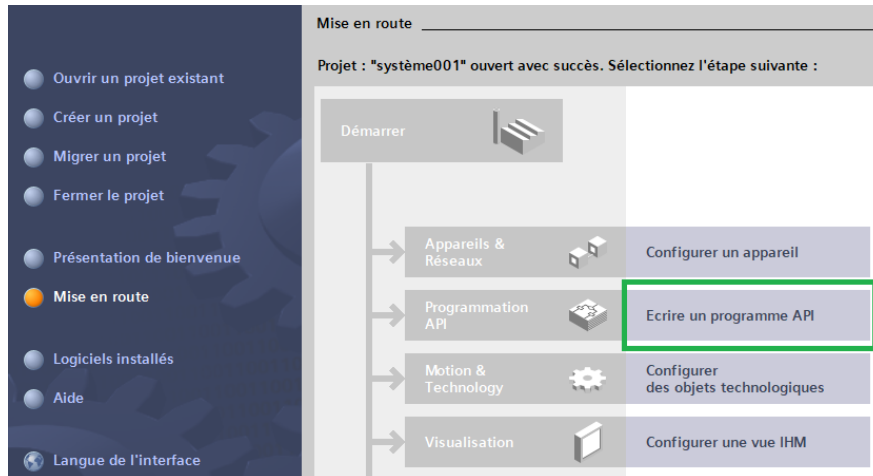 Mise en route
Projet : "système001" ouvert avec succès. Sélectionnez l'étape suivante :
Ouvrir un projet existant
Créer un projet
Migrer un projet
Fermer le projet
Présentation de bienvenue
Mise en route
Logiciels installés
Aide
Langue de l'interface
Démarrer
Appareils &
Réseaux
Configurer un appareil
Programmation
API
Ecrire un programme API
Motion &
Technology
Configurer
des objets technologiques
Visualisation
Configurer une vue IHM